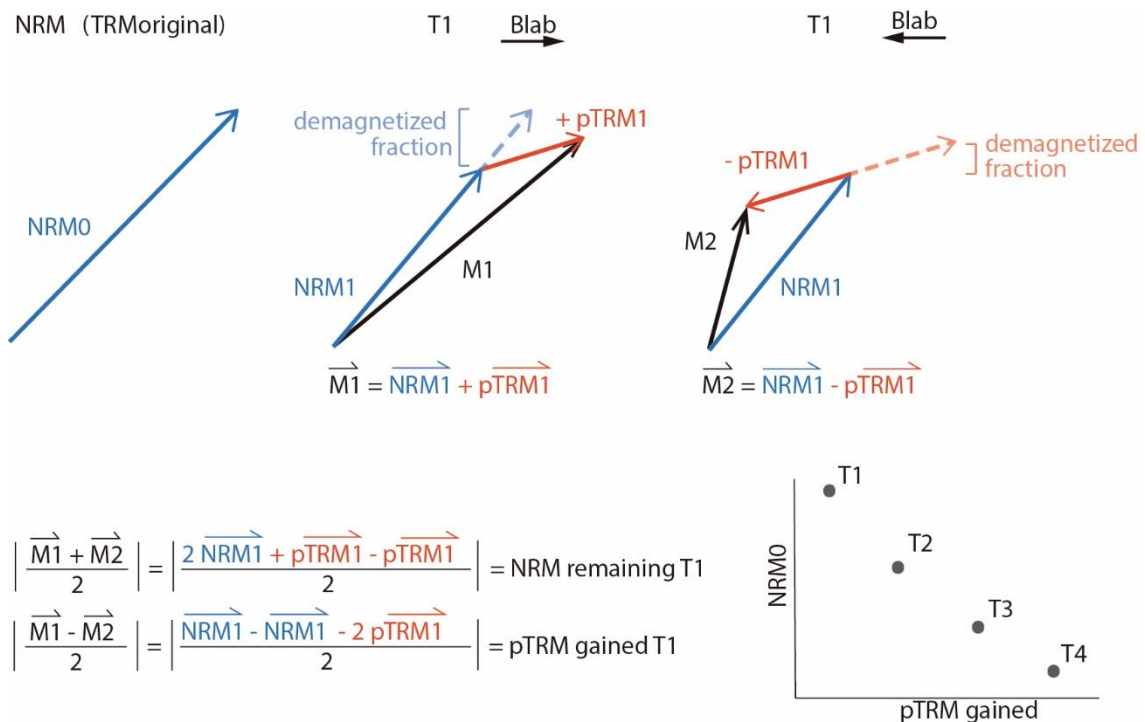 NRM (TRMoriginal)
T1 Blab
T1 Blab
demagnetized
fraction
+ pTRM1
NRM0
NRM1
M1
- pTRM1
demagnetized
fraction
M2
NRM1
M1 = NRM1 + pTRM1
M2 = NRM1 - pTRM1
| M1 + M2 / 2 | = | 2 NRM1 + pTRM1 - pTRM1 / 2 | = NRM remaining T1
| M1 - M2 / 2 | = | NRM1 - NRM1 - 2 pTRM1 / 2 | = pTRM gained T1
NRM0
T1
T2
T3
T4
pTRM gained